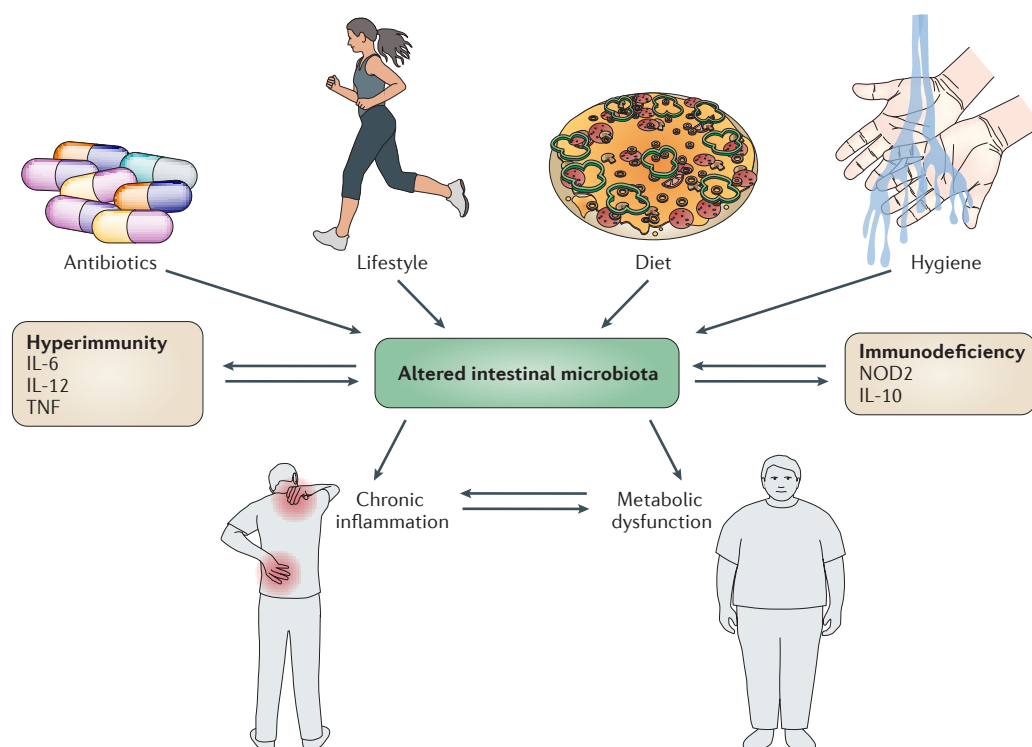 Antibiotics
Lifestyle
Diet
Hygiene
Hyperimmunity
IL-6
IL-12
TNF
Altered intestinal microbiota
Immunodeficiency
NOD2
IL-10
Chronic
inflammation
Metabolic
dysfunction